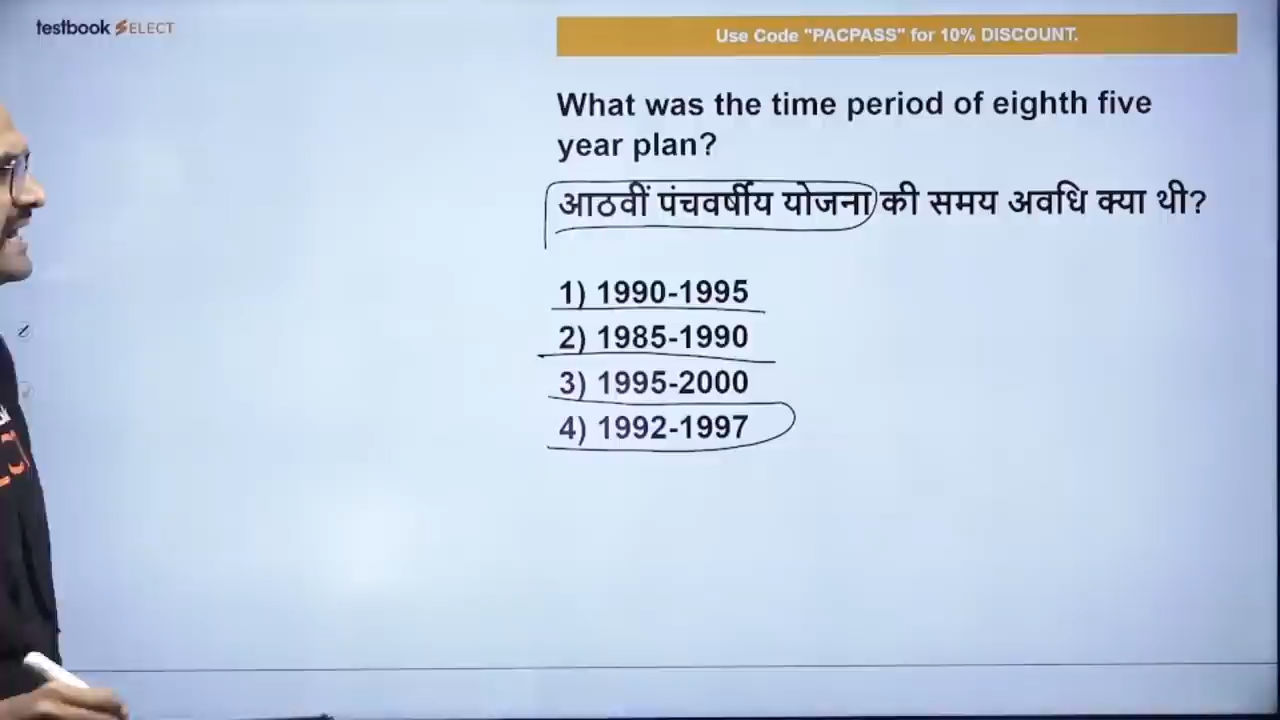 testbook SELECT
Use Code "PACPASS" for 10% DISCOUNT.
What was the time period of eighth five
year plan?
आठवीं पंचवर्षीय योजना की समय अवधि क्या थी?
1) 1990-1995
2) 1985-1990
3) 1995-2000
4) 1992-1997